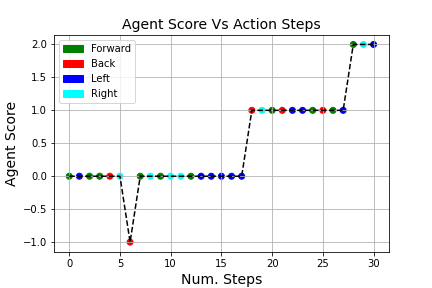 Agent Score Vs Action Steps
Agent Score
2.0
1.5
1.0
0.5
0.0
−0.5
−1.0
Forward
Back
Left
Right
0 5 10 15 20 25 30
Num. Steps